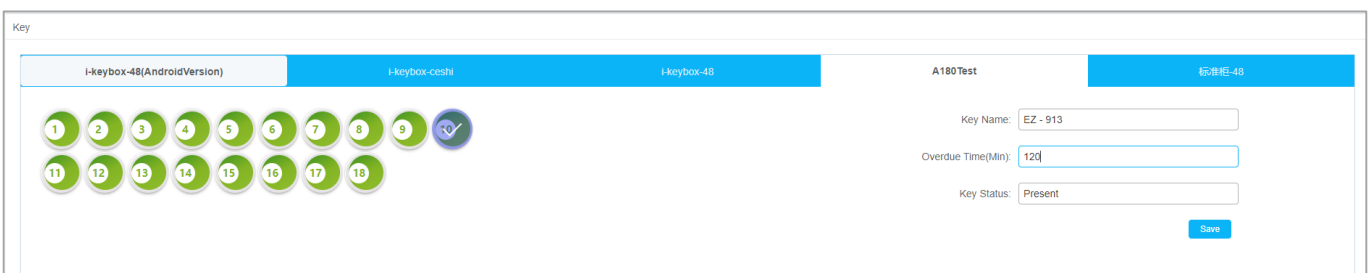 Key
i-keybox-48(AndroidVersion) i-keybox-ceshi i-keybox-48 A180Test 标准柜-48
1 2 3 4 5 6 7 8 9 10
11 12 13 14 15 16 17 18
Key Name: EZ - 913
Overdue Time(Min): 120
Key Status: Present
Save